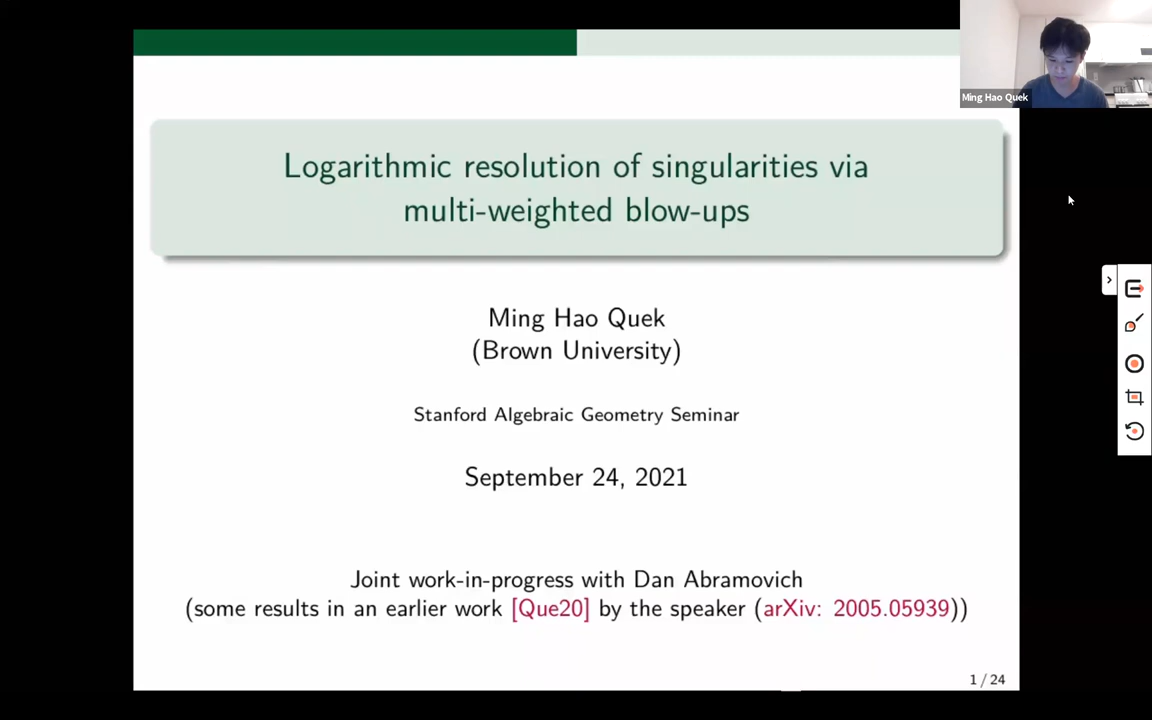 Ming Hao Quek
Logarithmic resolution of singularities via
multi-weighted blow-ups
Ming Hao Quek
(Brown University)
Stanford Algebraic Geometry Seminar
September 24, 2021
Joint work-in-progress with Dan Abramovich
(some results in an earlier work [Que20] by the speaker (arXiv: 2005.05939))
1 / 24